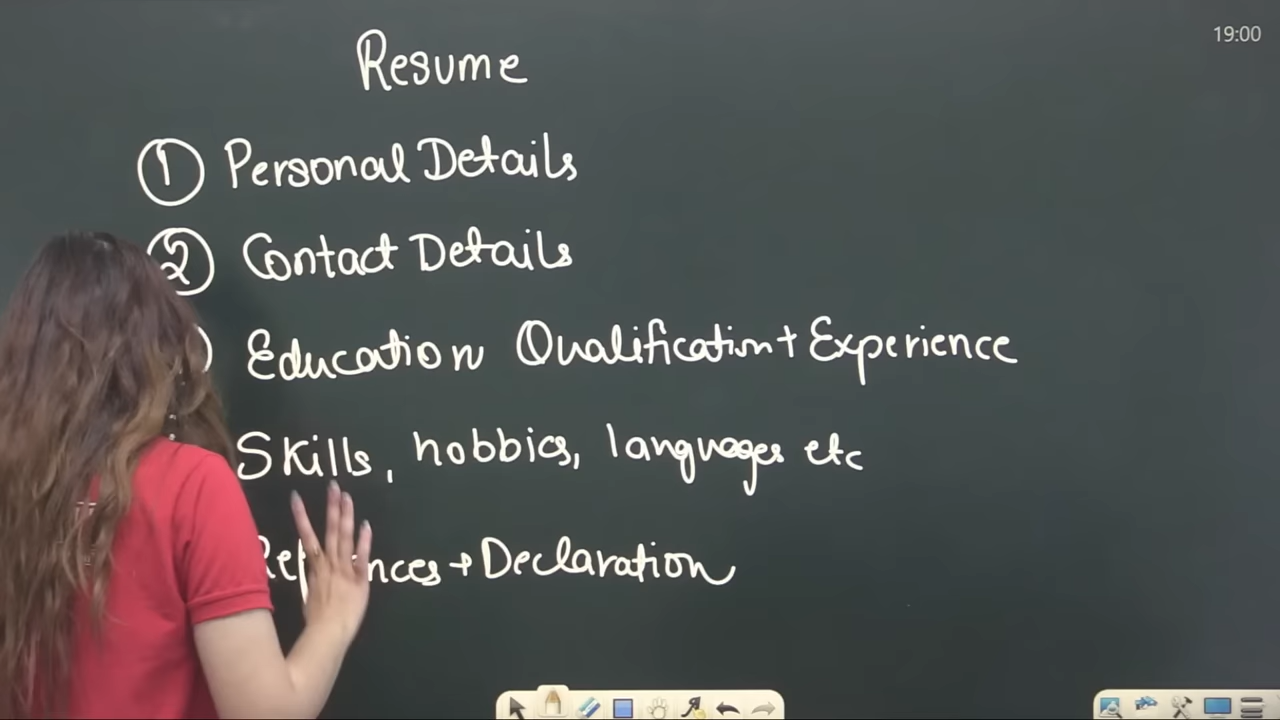 19:00
Resume
1 Personal Details
2 Contact Details
Education Qualification + Experience
Skills, hobbies, languages etc
+ Declaration